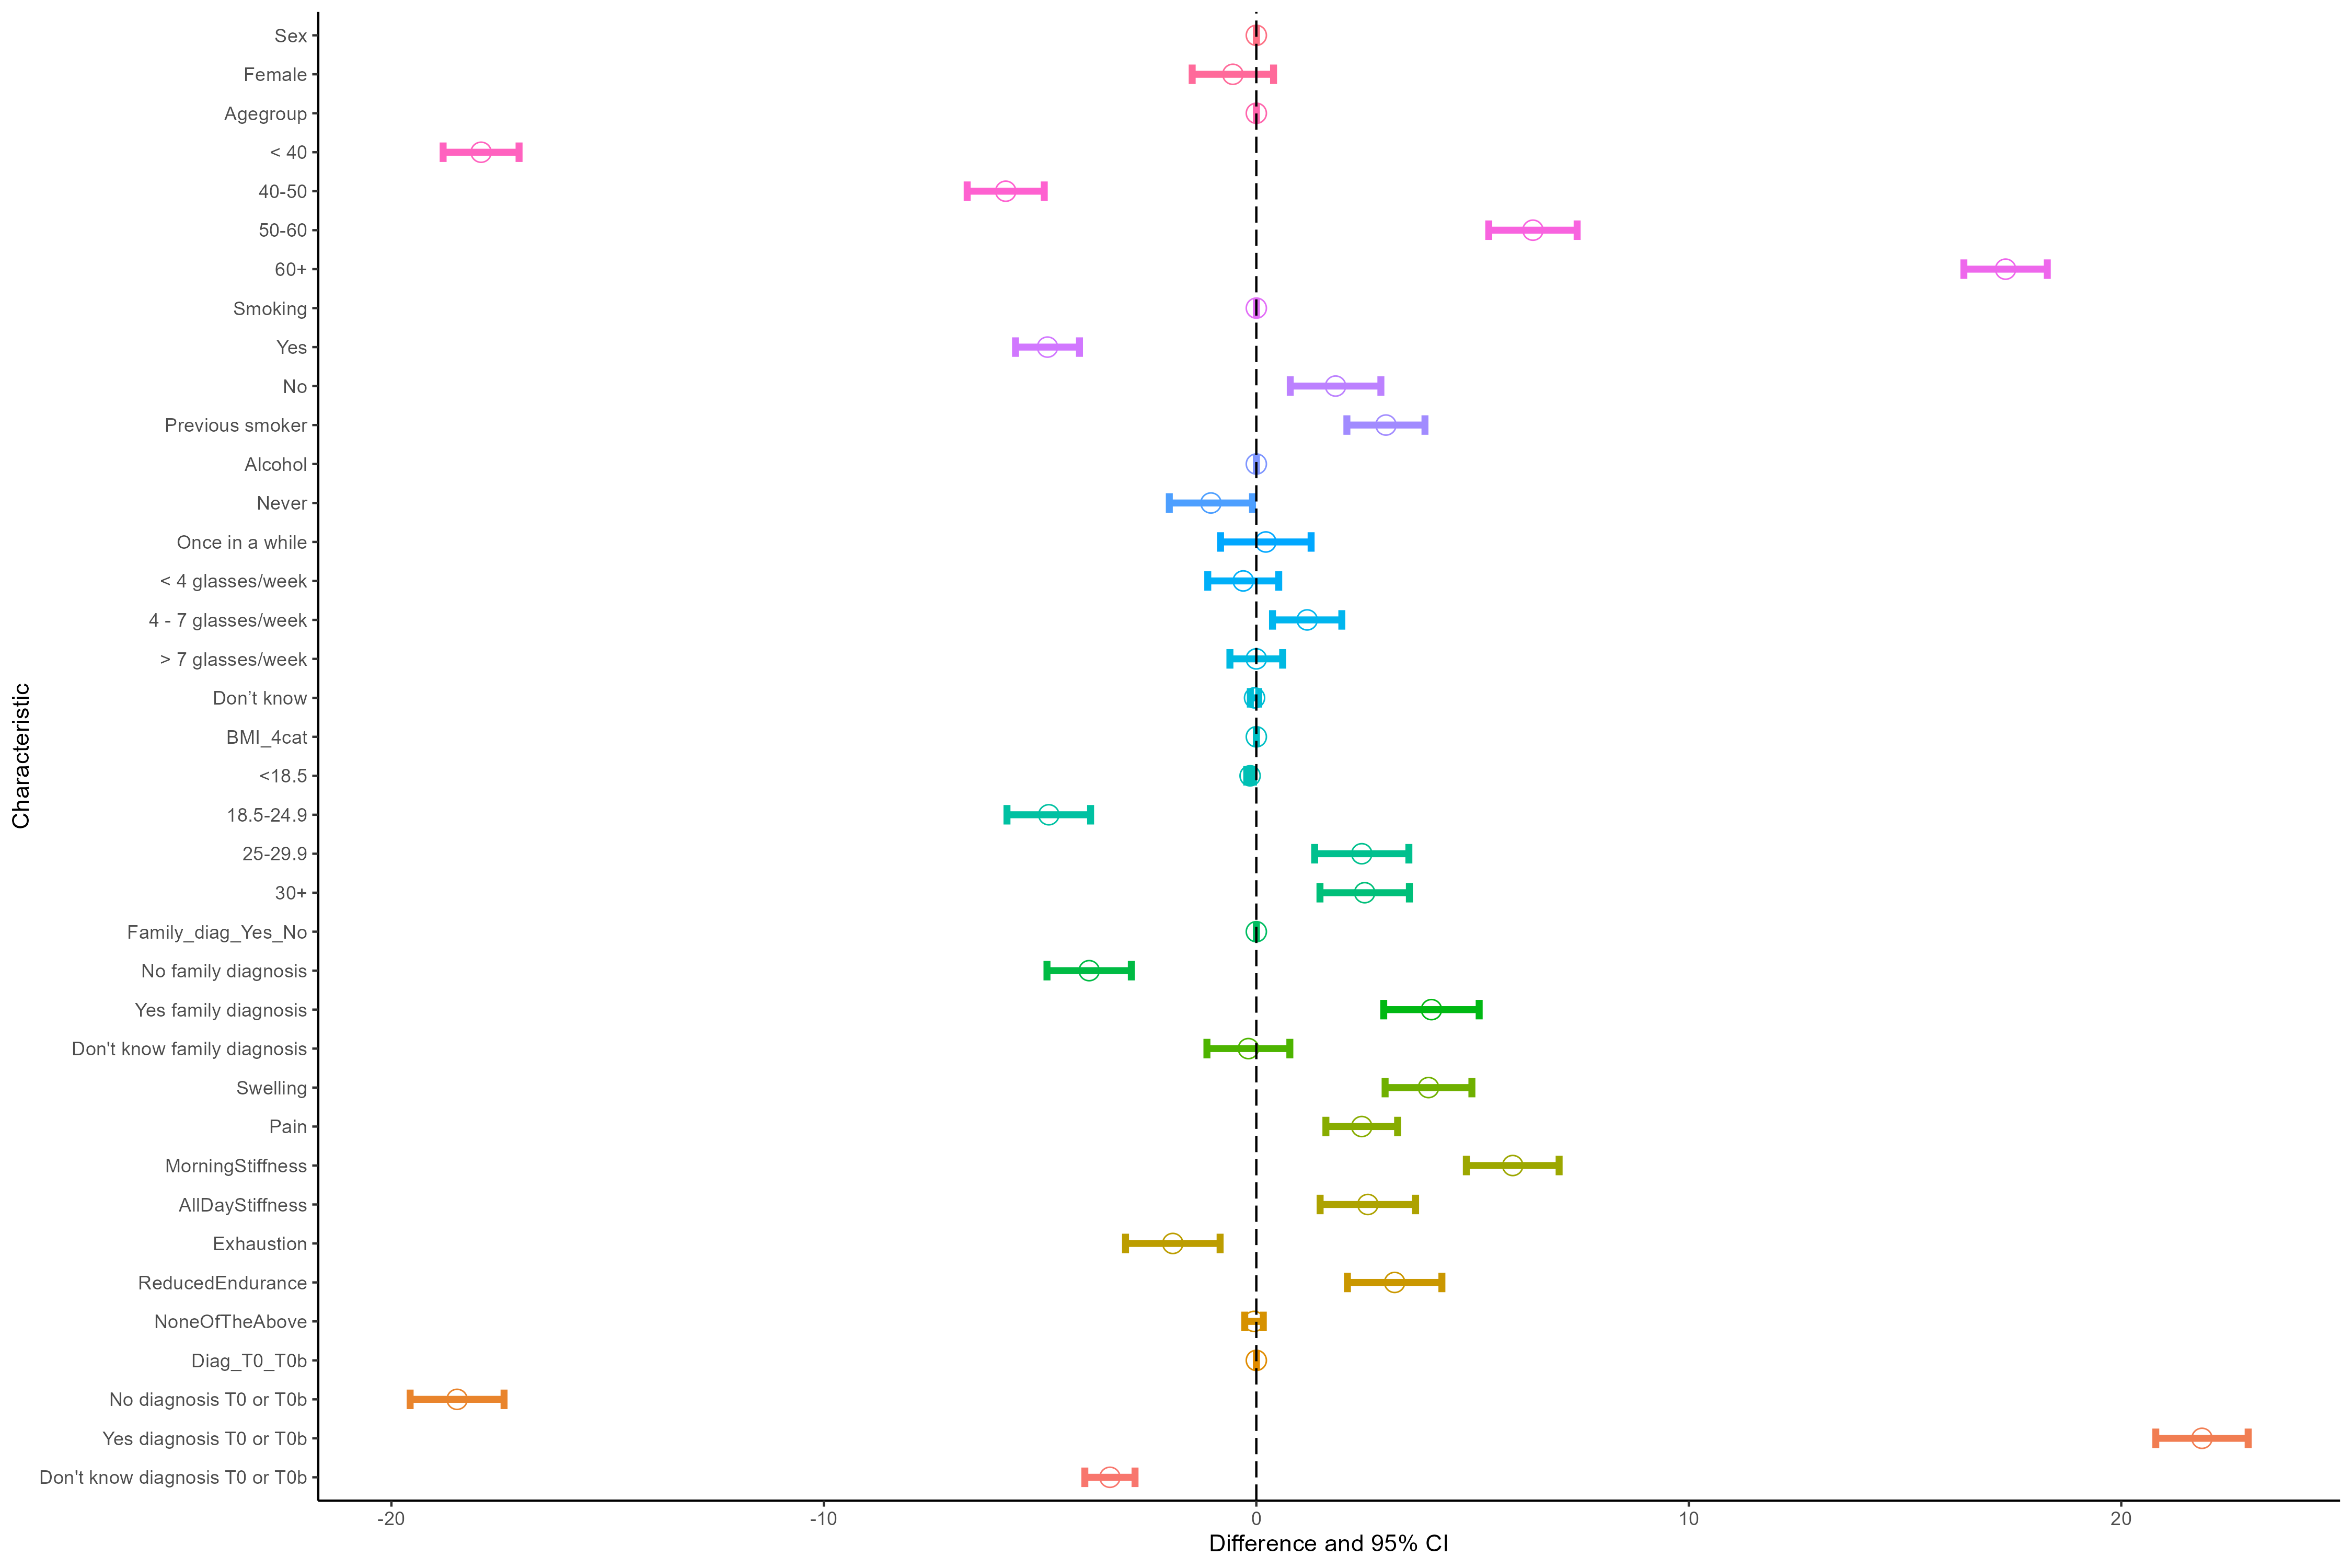 Sex
Female
Agegroup
< 40
40-50
50-60
60+
Smoking
Yes
No
Previous smoker
Alcohol
Never
Once in a while
< 4 glasses/week
4 - 7 glasses/week
> 7 glasses/week
Don’t know
BMI_4cat
<18.5
18.5-24.9
25-29.9
30+
Family_diag_Yes_No
No family diagnosis
Yes family diagnosis
Don't know family diagnosis
Swelling
Pain
MorningStiffness
AllDayStiffness
Exhaustion
ReducedEndurance
NoneOfTheAbove
Diag_T0_T0b
No diagnosis T0 or T0b
Yes diagnosis T0 or T0b
Don't know diagnosis T0 or T0b
Characteristic
-20 -10 0 10 20
Difference and 95% CI